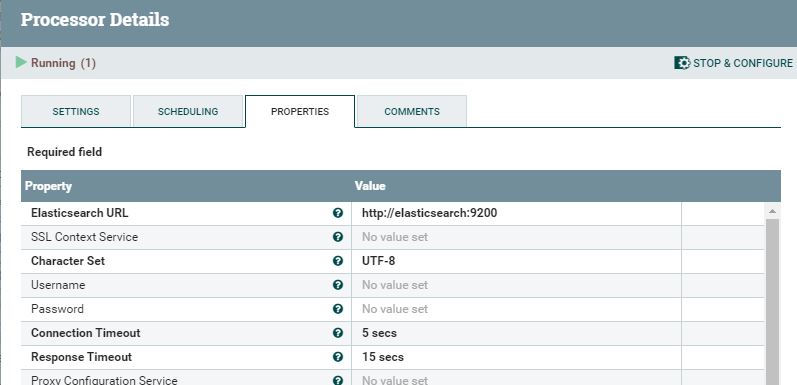 Processor Details
Running (1) STOP & CONFIGURE
SETTINGS SCHEDULING PROPERTIES COMMENTS
Required field
Property Value
Elasticsearch URL ? http://elasticsearch:9200
SSL Context Service ? No value set
Character Set ? UTF-8
Username ? No value set
Password ? No value set
Connection Timeout ? 5 secs
Response Timeout ? 15 secs
Proxy Configuration Service ? No value set